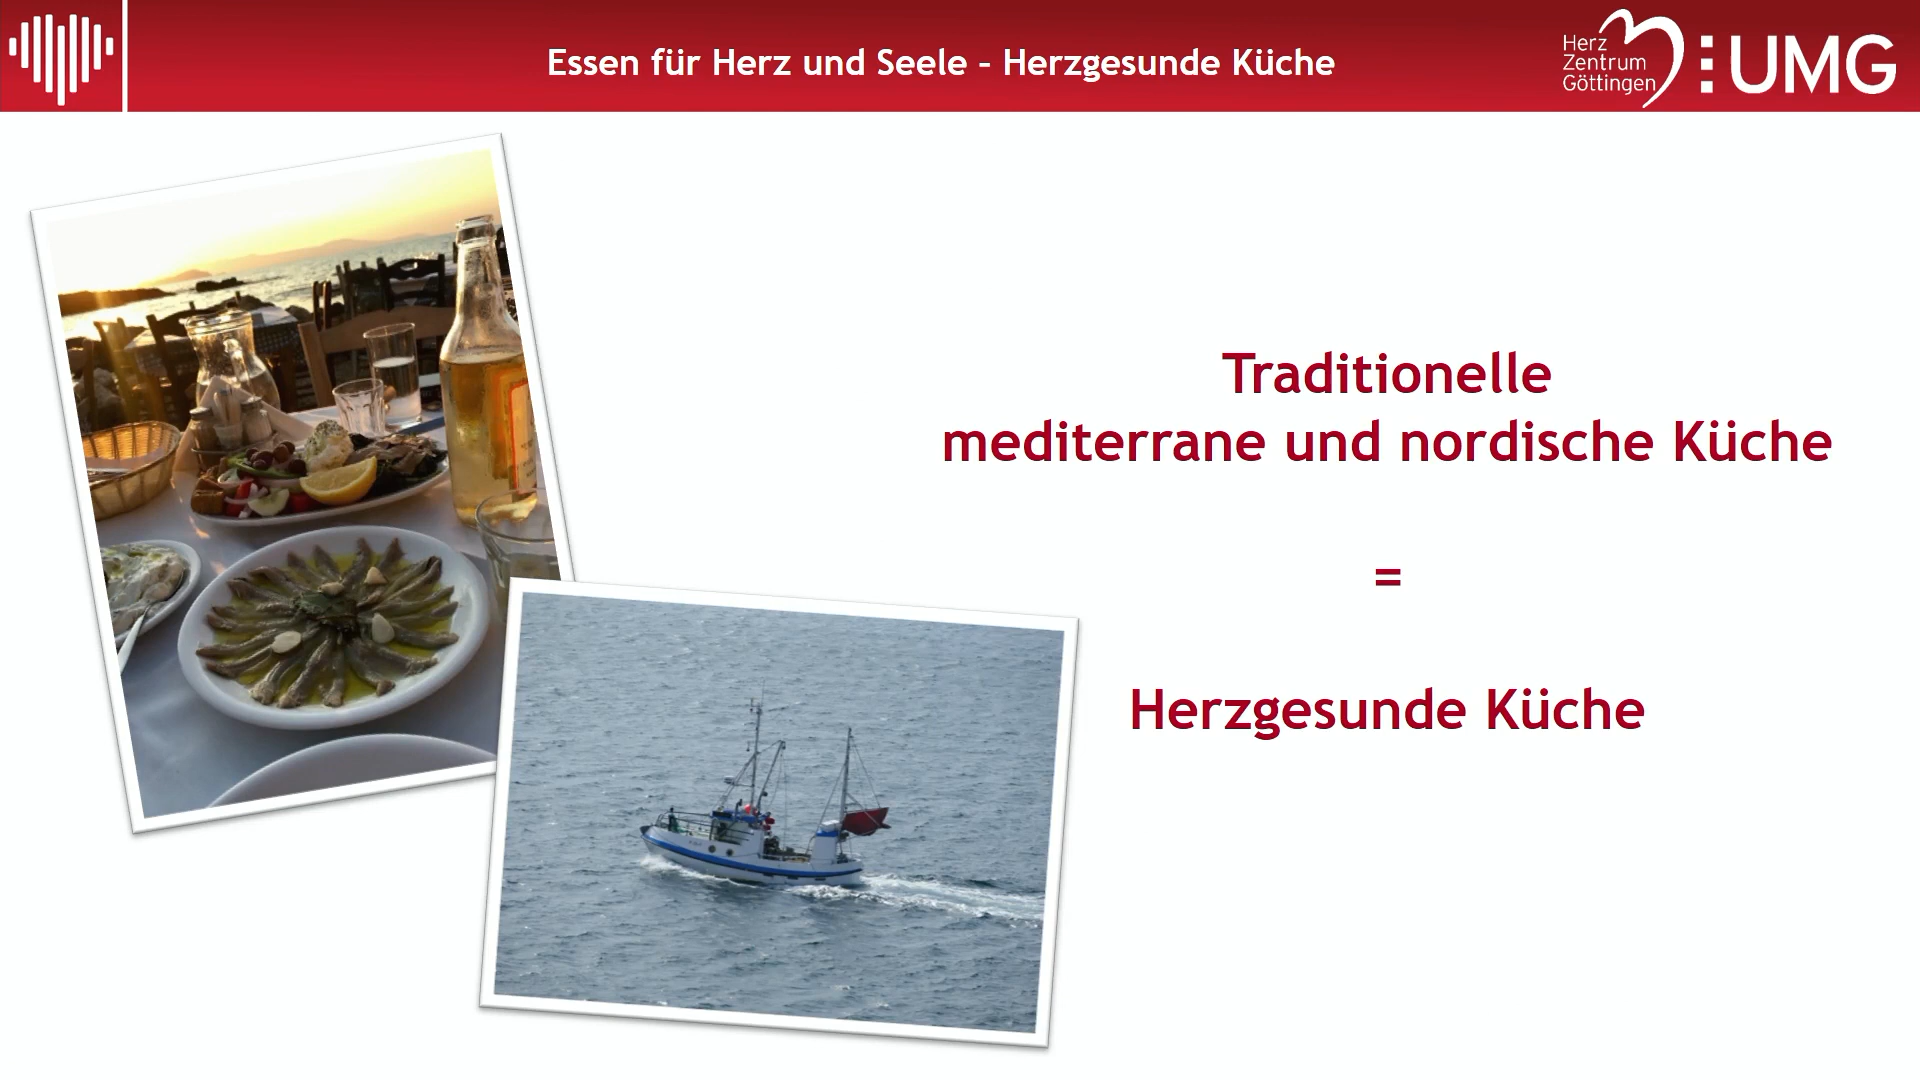 Essen für Herz und Seele – Herzgesunde Küche
Herz
Zentrum
Göttingen
UMG
Traditionelle
mediterrane und nordische Küche
=
Herzgesunde Küche